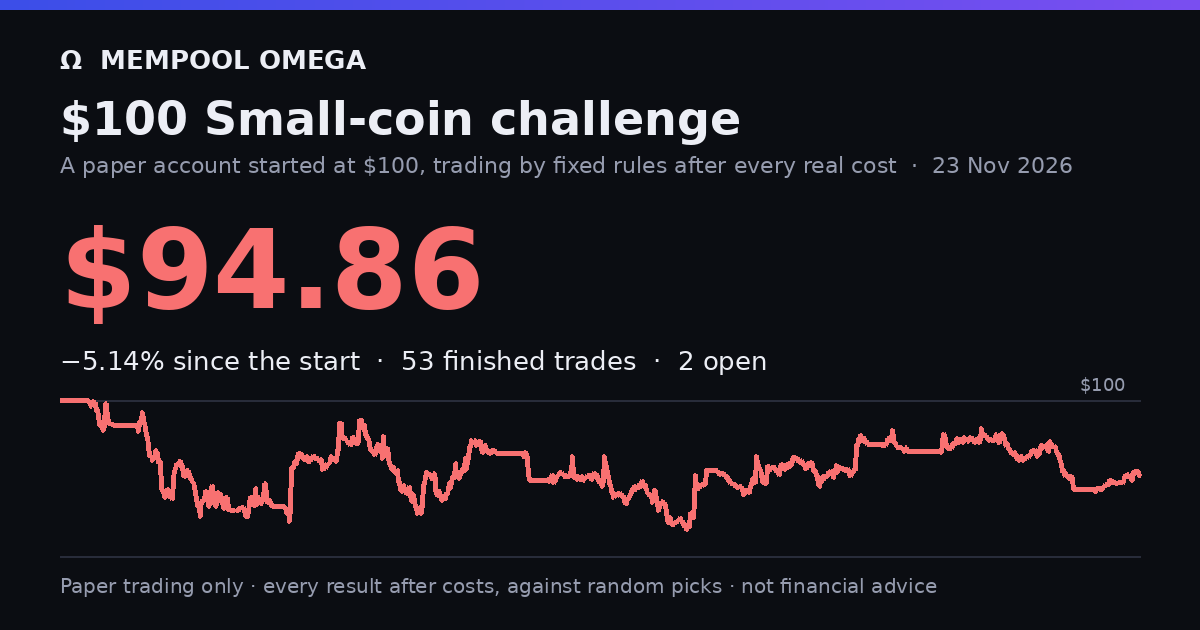 Ω MEMPOOL OMEGA
$100 Small-coin challenge
A paper account started at $100, trading by fixed rules after every real cost · 23 Nov 2026
$94.86
−5.14% since the start · 53 finished trades · 2 open
$100
Paper trading only · every result after costs, against random picks · not financial advice